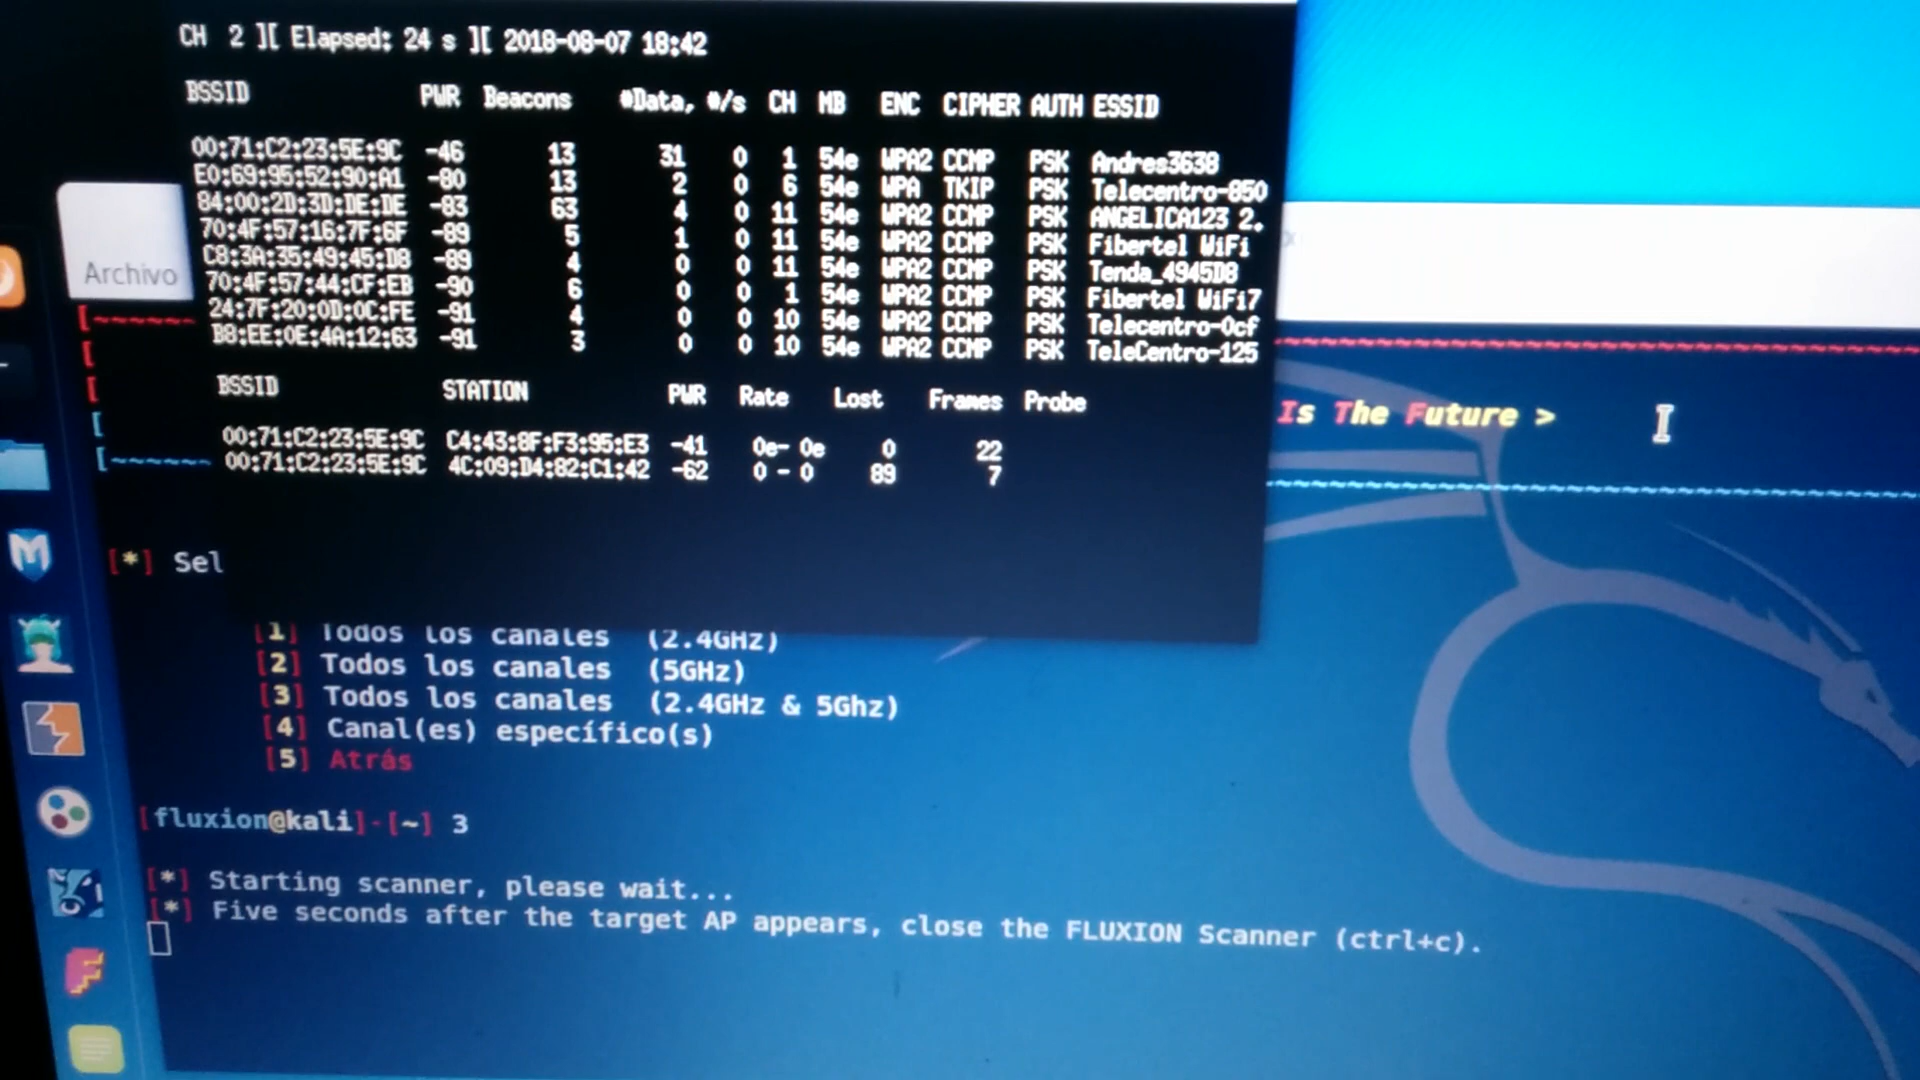 CH 2 ][ Elapsed: 24 s ][ 2018-08-07 18:42
BSSID PWR Beacons #Data, #/s CH MB ENC CIPHER AUTH ESSID
00:71:C2:23:5E:9C -46 13 31 0 1 54e WPA2 CCMP PSK Andres3638
E0:69:95:52:90:A1 -80 13 2 0 6 54e WPA TKIP PSK Telecentro-850
84:00:2D:3D:DE:DE -83 63 4 0 11 54e WPA2 CCMP PSK ANGELICA123 2.
70:4F:57:16:7F:6F -89 5 1 0 11 54e WPA2 CCMP PSK Fibertel WiFi
C8:3A:35:49:45:D8 -89 4 0 0 11 54e WPA2 CCMP PSK Tenda_4945D8
70:4F:57:44:CF:EB -90 6 0 0 1 54e WPA2 CCMP PSK Fibertel WiFi7
24:7F:20:0D:0C:FE -91 4 0 0 10 54e WPA2 CCMP PSK Telecentro-0cf
B8:EE:0E:4A:12:63 -91 3 0 0 10 54e WPA2 CCMP PSK TeleCentro-125
BSSID STATION PWR Rate Lost Frames Probe
00:71:C2:23:5E:9C C4:43:8F:F3:95:E3 -41 0e- 0e 0 22
00:71:C2:23:5E:9C 4C:09:D4:82:C1:42 -62 0 - 0 89 7
Archivo
Is The Future >
[*] Sel
[1] Todos los canales (2.4GHz)
[2] Todos los canales (5GHz)
[3] Todos los canales (2.4GHz & 5Ghz)
[4] Canal(es) específico(s)
[5] Atrás
[fluxion@kali]-[~] 3
[*] Starting scanner, please wait...
[*] Five seconds after the target AP appears, close the FLUXION Scanner (ctrl+c).